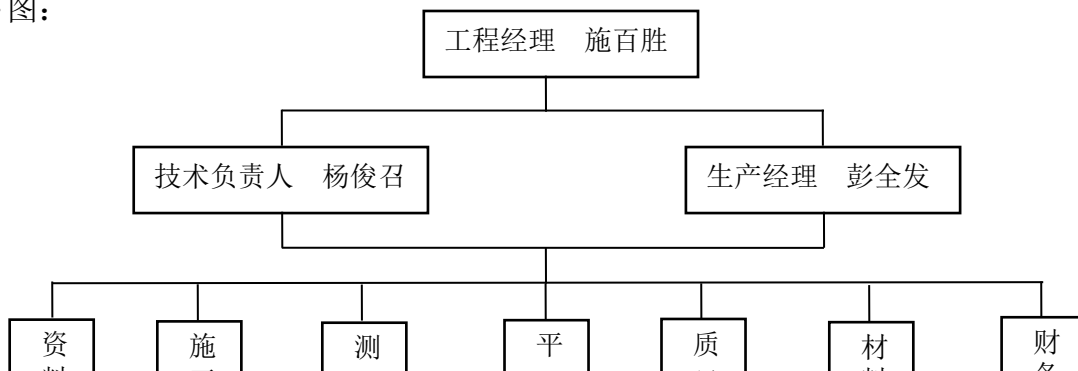 图：
工程经理　施百胜
技术负责人　杨俊召
生产经理　彭全发
资 施 测 平 质 材 财